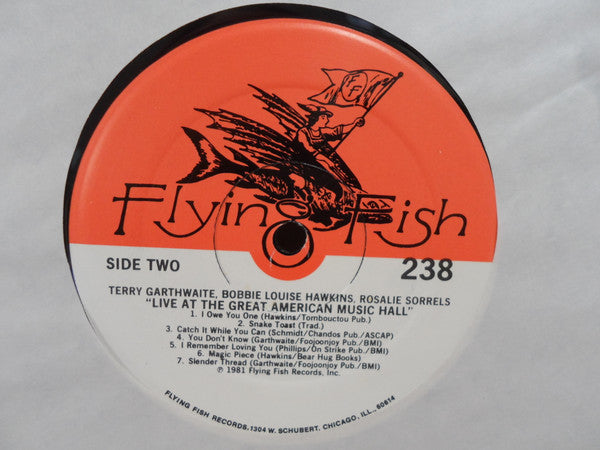 FF
Flying Fish
SIDE TWO
238
TERRY GARTHWAITE, BOBBIE LOUISE HAWKINS, ROSALIE SORRELS
"LIVE AT THE GREAT AMERICAN MUSIC HALL"
1. I Owe You One (Hawkins/Tombouctou Pub.)
2. Snake Toast (Trad.)
3. Catch It While You Can (Schmidt/Chandos Pub./ASCAP)
4. You Don't Know (Garthwaite/Foojoonjoy Pub./BMI)
5. I Remember Loving You (Phillips/On Strike Pub./BMI)
6. Magic Piece (Hawkins/Bear Hug Books)
7. Slender Thread (Garthwaite/Foojoonjoy Pub./BMI)
℗ 1981 Flying Fish Records, Inc.
FLYING FISH RECORDS, 1304 W. SCHUBERT, CHICAGO, ILL., 60614